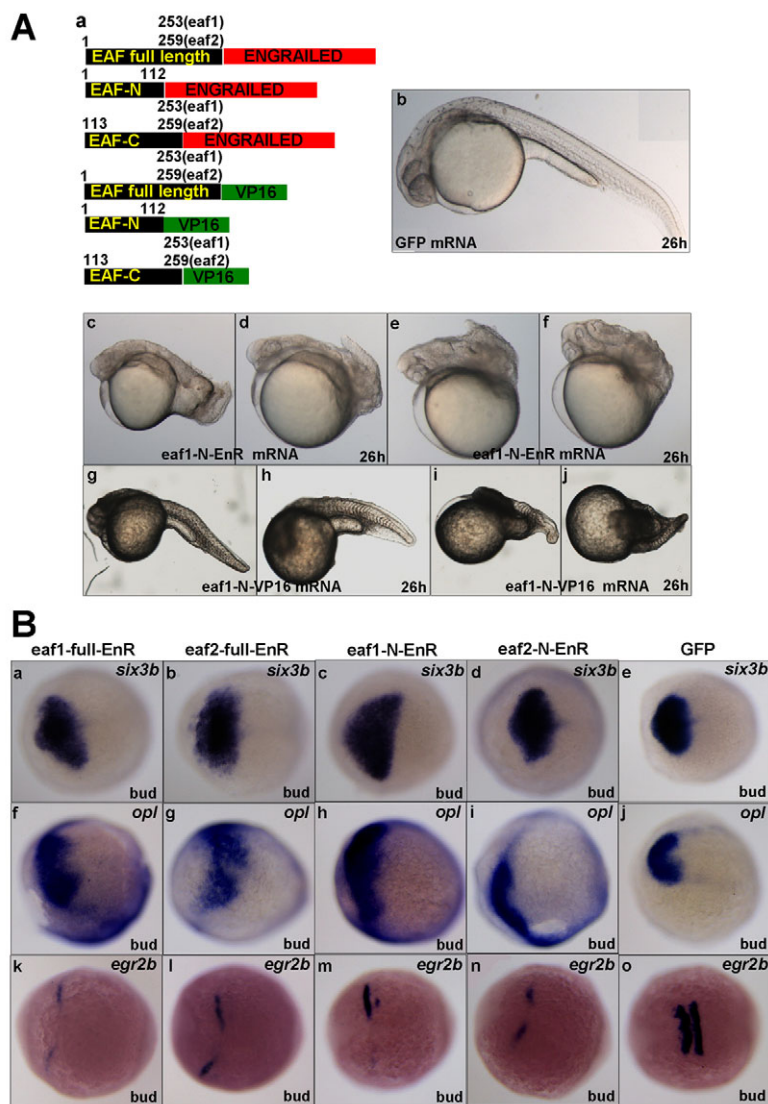 A
a
253(eaf1)
1 259(eaf2)
EAF full length ENGRAILED
1 112
EAF-N ENGRAILED
253(eaf1)
113 259(eaf2)
EAF-C ENGRAILED
253(eaf1)
1 259(eaf2)
EAF full length VP16
1 112
EAF-N VP16
253(eaf1)
113 259(eaf2)
EAF-C VP16
b
GFP mRNA 26h
c d e f
eaf1-N-EnR mRNA 26h eaf1-N-EnR mRNA 26h
g h i j
eaf1-N-VP16 mRNA 26h eaf1-N-VP16 mRNA 26h
B
eaf1-full-EnR eaf2-full-EnR eaf1-N-EnR eaf2-N-EnR GFP
a six3b b six3b c six3b d six3b e six3b
bud bud bud bud bud
f opl g opl h opl i opl j opl
bud bud bud bud bud
k egr2b l egr2b m egr2b n egr2b o egr2b
bud bud bud bud bud